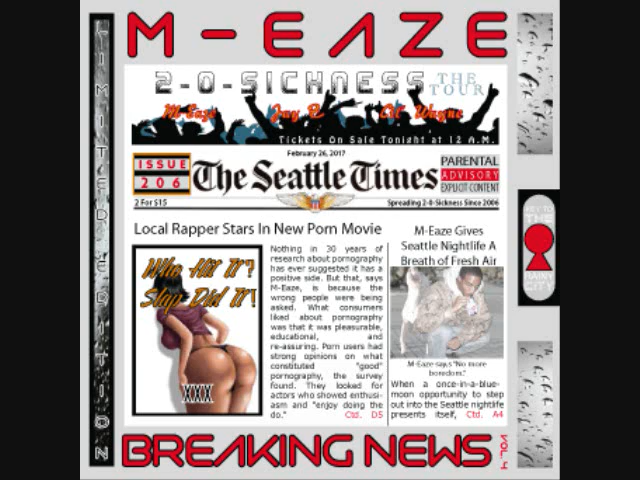 M-EAZE
LIMITED EDITION
2-0-SICHNESS THE TOUR
M-Eaze Jay B Lil' Wayne
Tickets On Sale Tonight at 12 A.M.
February 26, 2017
ISSUE
206
The Seattle Times
PARENTAL
ADVISORY
EXPLICIT CONTENT
2 For $15
Spreading 2-0-Sickness Since 2006
Local Rapper Stars In New Porn Movie
Who Hit It?
Slap Did It!
XXX
Nothing in 30 years of
research about pornography
has ever suggested it has a
positive side. But that, says
M-Eaze, is because the
wrong people were being
asked. What consumers
liked about pornography
was that it was pleasurable,
educational, and
re-assuring. Porn users had
strong opinions on what
constituted "good"
pornography, the survey
found. They looked for
actors who showed enthusi-
asm and "enjoy doing the
do." Ctd. D5
M-Eaze Gives
Seattle Nightlife A
Breath of Fresh Air
M-Eaze says "No more
boredom."
When a once-in-a-blue-
moon opportunity to step
out into the Seattle nightlife
presents itself, Ctd. A4
KEY TO
THE
RAINY
CITY
BREAKING NEWS
VOL. 4